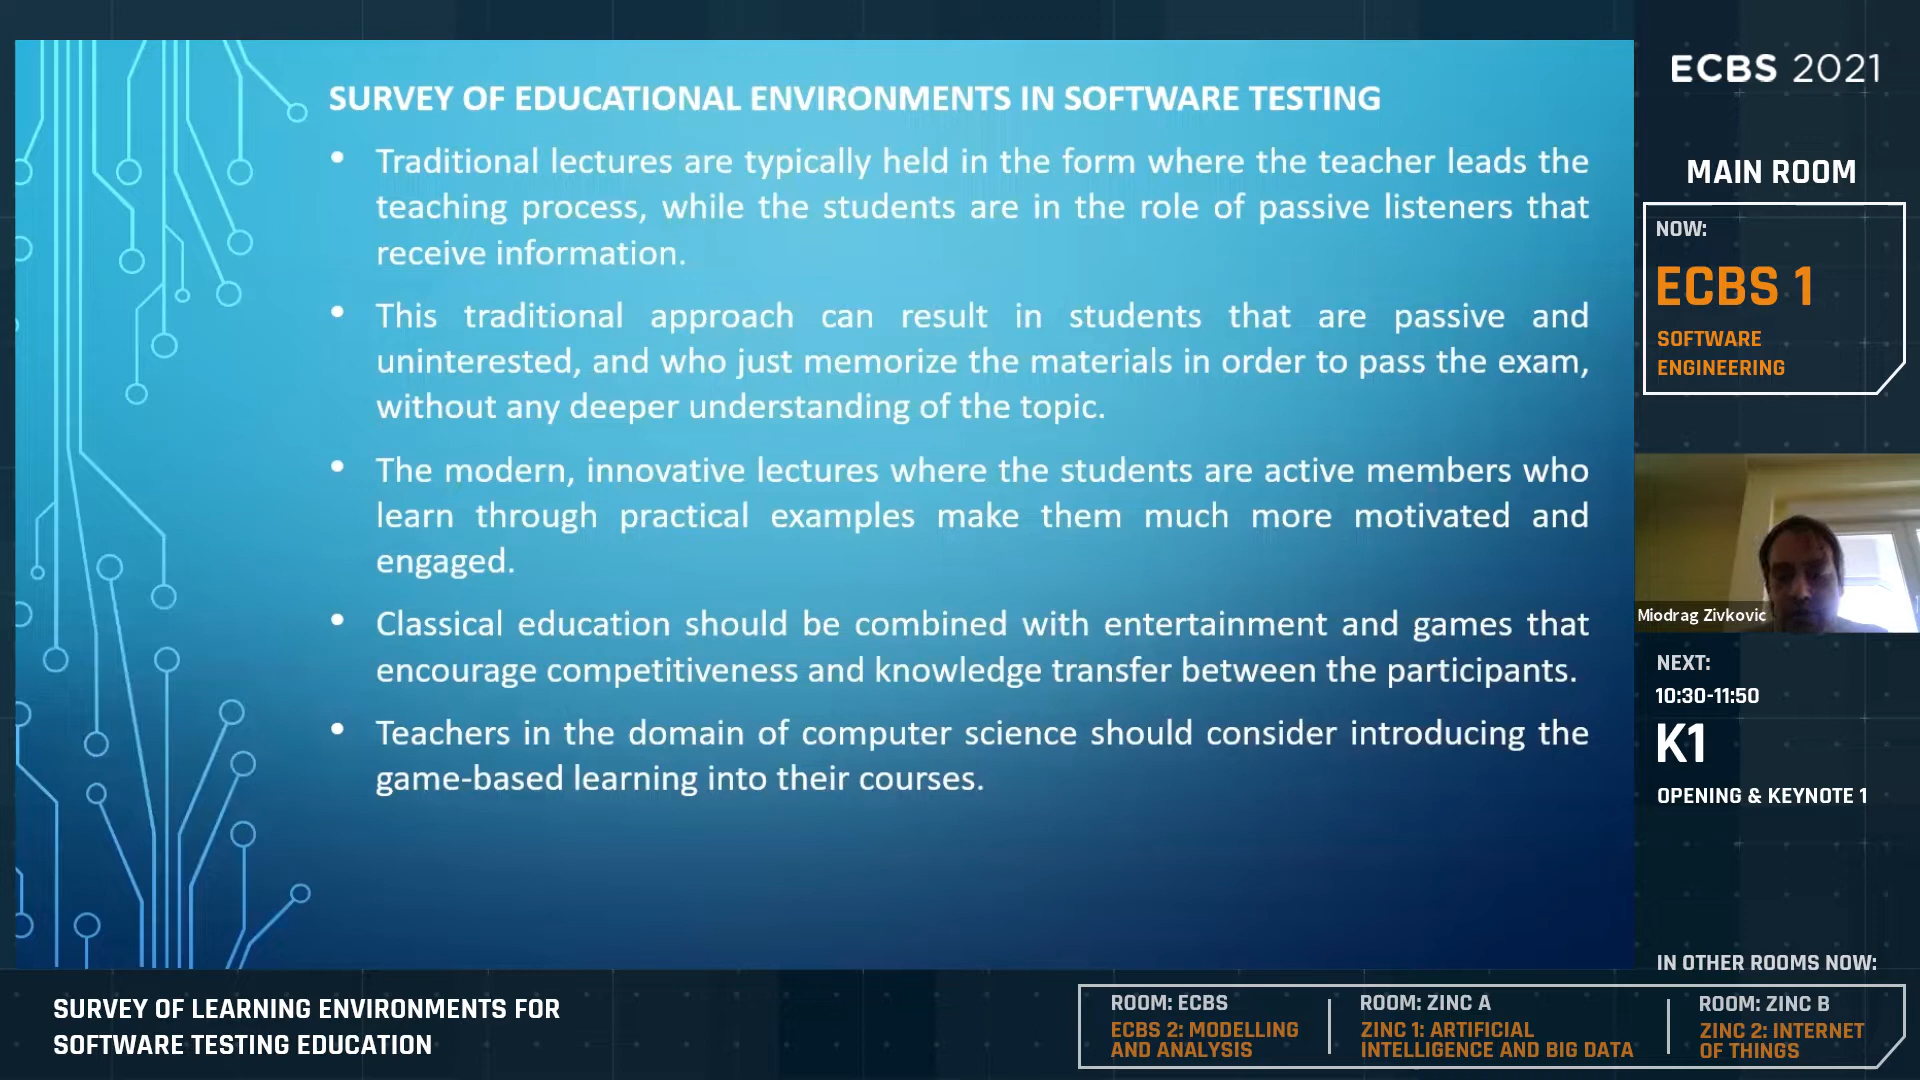 SURVEY OF EDUCATIONAL ENVIRONMENTS IN SOFTWARE TESTING
• Traditional lectures are typically held in the form where the teacher leads the
teaching process, while the students are in the role of passive listeners that
receive information.
• This traditional approach can result in students that are passive and
uninterested, and who just memorize the materials in order to pass the exam,
without any deeper understanding of the topic.
• The modern, innovative lectures where the students are active members who
learn through practical examples make them much more motivated and
engaged.
• Classical education should be combined with entertainment and games that
encourage competitiveness and knowledge transfer between the participants.
• Teachers in the domain of computer science should consider introducing the
game-based learning into their courses.
ECBS 2021
MAIN ROOM
NOW:
ECBS 1
SOFTWARE
ENGINEERING
Miodrag Zivkovic
NEXT:
10:30-11:50
K1
OPENING & KEYNOTE 1
IN OTHER ROOMS NOW:
SURVEY OF LEARNING ENVIRONMENTS FOR
SOFTWARE TESTING EDUCATION
ROOM: ECBS
ECBS 2: MODELLING
AND ANALYSIS
ROOM: ZINC A
ZINC 1: ARTIFICIAL
INTELLIGENCE AND BIG DATA
ROOM: ZINC B
ZINC 2: INTERNET
OF THINGS